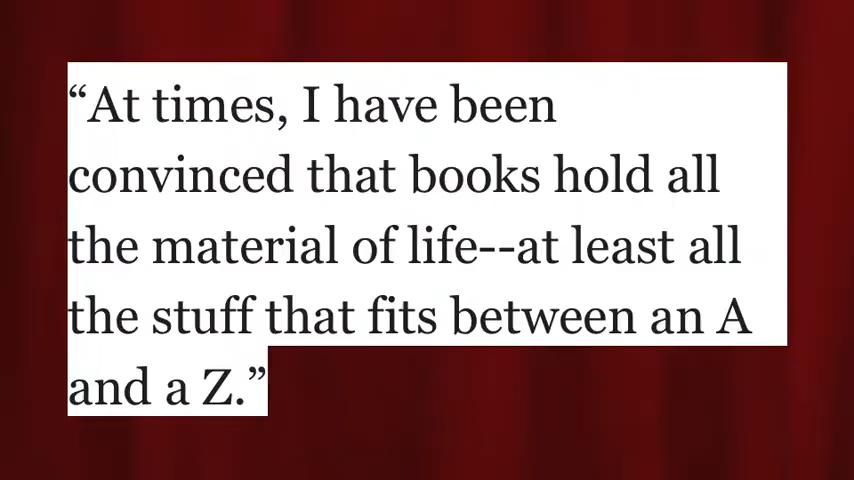 “At times, I have been
convinced that books hold all
the material of life--at least all
the stuff that fits between an A
and a Z.”